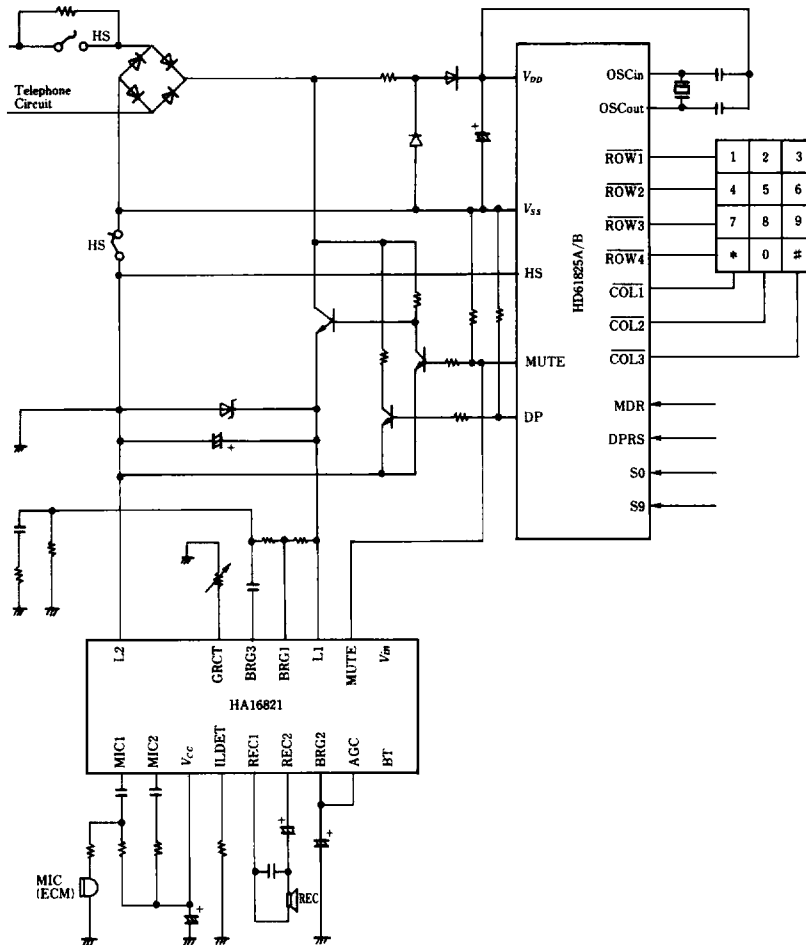 HS
Telephone
Circuit
+
VDD
OSCin
OSCout
ROW1
1 2 3
ROW2
4 5 6
VSS
ROW3
7 8 9
HS
ROW4
* 0 #
HS
COL1
HD61825A/B
COL2
MUTE
COL3
MDR
DP
DPRS
+
S0
S9
L2
GRCT
BRG3
BRG1
L1
MUTE
Vin
HA16821
MIC1
MIC2
VCC
ILDET
REC1
REC2
BRG2
AGC
BT
+
+
MIC
(ECM)
REC
+